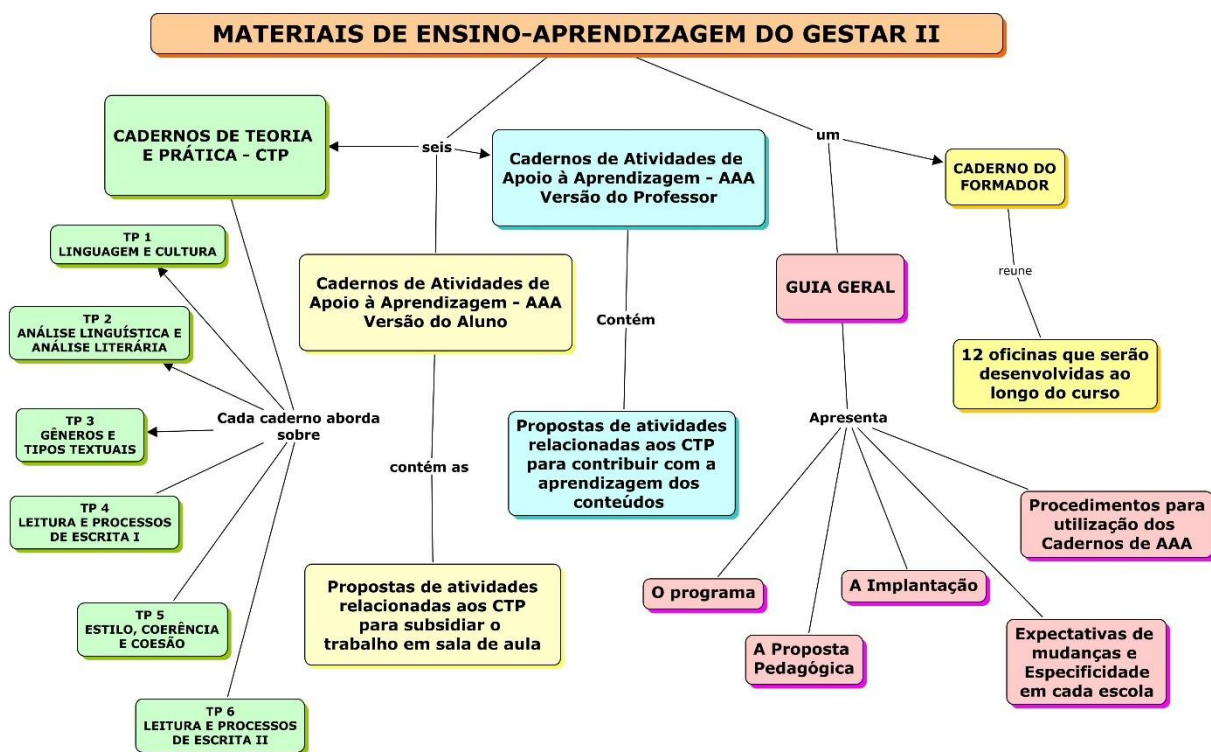 MATERIAIS DE ENSINO-APRENDIZAGEM DO GESTAR II
CADERNOS DE TEORIA
E PRÁTICA - CTP
seis
Cadernos de Atividades de
Apoio à Aprendizagem - AAA
Versão do Professor
um
CADERNO DO
FORMADOR
TP 1
LINGUAGEM E CULTURA
Cadernos de Atividades de
Apoio à Aprendizagem - AAA
Versão do Aluno
GUIA GERAL
reune
TP 2
ANÁLISE LINGUÍSTICA E
ANÁLISE LITERÁRIA
Contém
12 oficinas que serão
desenvolvidas ao
longo do curso
TP 3
GÊNEROS E
TIPOS TEXTUAIS
Cada caderno aborda
sobre
Propostas de atividades
relacionadas aos CTP
para contribuir com a
aprendizagem dos
conteúdos
Apresenta
contém as
TP 4
LEITURA E PROCESSOS
DE ESCRITA I
Procedimentos para
utilização dos
Cadernos de AAA
TP 5
ESTILO, COERÊNCIA
E COESÃO
Propostas de atividades
relacionadas aos CTP
para subsidiar o
trabalho em sala de aula
O programa
A Implantação
A Proposta
Pedagógica
Expectativas de
mudanças e
Especificidade
em cada escola
TP 6
LEITURA E PROCESSOS
DE ESCRITA II